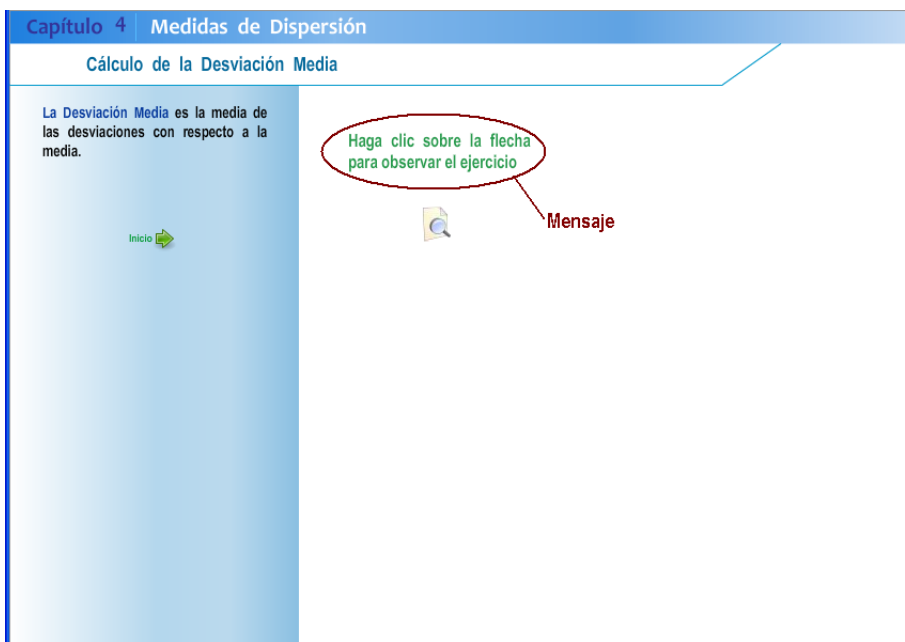 Capítulo 4 Medidas de Dispersión
Cálculo de la Desviación Media
La Desviación Media es la media de
las desviaciones con respecto a la
media.
Inicio
Haga clic sobre la flecha
para observar el ejercicio
Mensaje